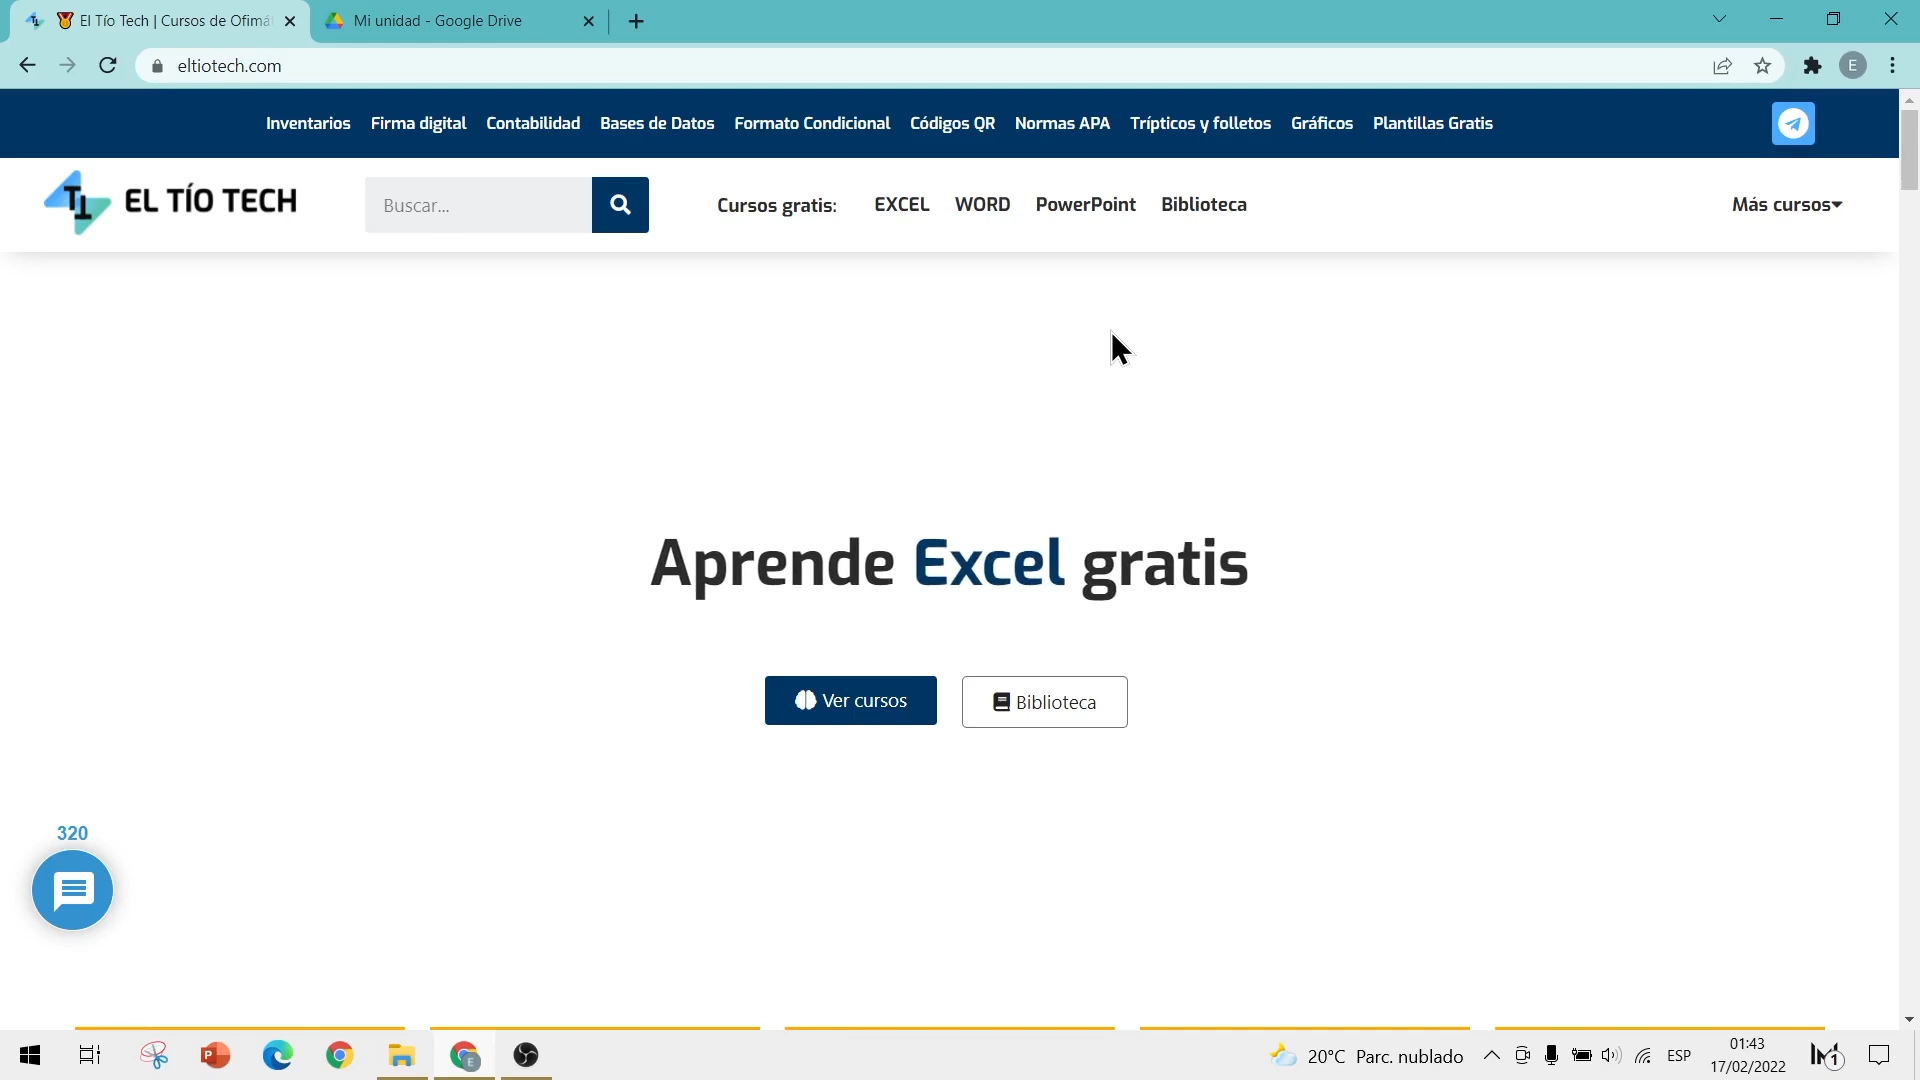 El Tío Tech | Cursos de Ofimá
Mi unidad - Google Drive
eltiotech.com
E
Inventarios Firma digital Contabilidad Bases de Datos Formato Condicional Códigos QR Normas APA Trípticos y folletos Gráficos Plantillas Gratis
EL TÍO TECH
Buscar...
Cursos gratis: EXCEL WORD PowerPoint Biblioteca
Más cursos
Aprende Excel gratis
Ver cursos
Biblioteca
320
20°C Parc. nublado
ESP
01:43
17/02/2022
1